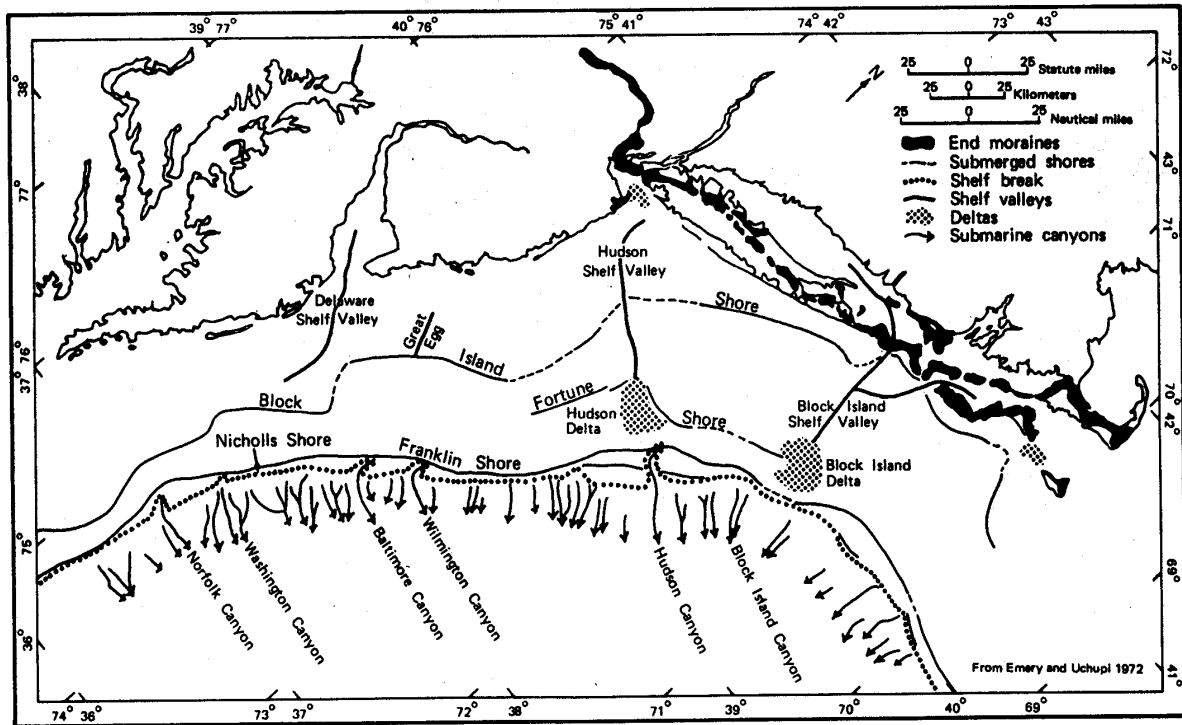 39° 77
40° 76
75° 41°
74° 42
73° 43°
72°
38°
25 0 25
Statute miles
25 0 25
Kilometers
25 0 25
Nautical miles
End moraines
Submerged shores
Shelf break
Shelf valleys
Deltas
Submarine canyons
N
43°
71°
77°
Hudson
Shelf Valley
Delaware
Shelf Valley
Great
Egg
Island
Shore
76°
37°
Block
Fortune
Hudson
Delta
Shore
Block Island
Shelf Valley
70°
42°
Nicholls Shore
Franklin Shore
Block Island
Delta
75°
Norfolk Canyon
Washington Canyon
Baltimore Canyon
Wilmington Canyon
Hudson Canyon
Block Island Canyon
69°
36°
From Emery and Uchupi 1972
41°
74° 36°
73° 37°
72° 38°
71° 39°
70° 40° 69°